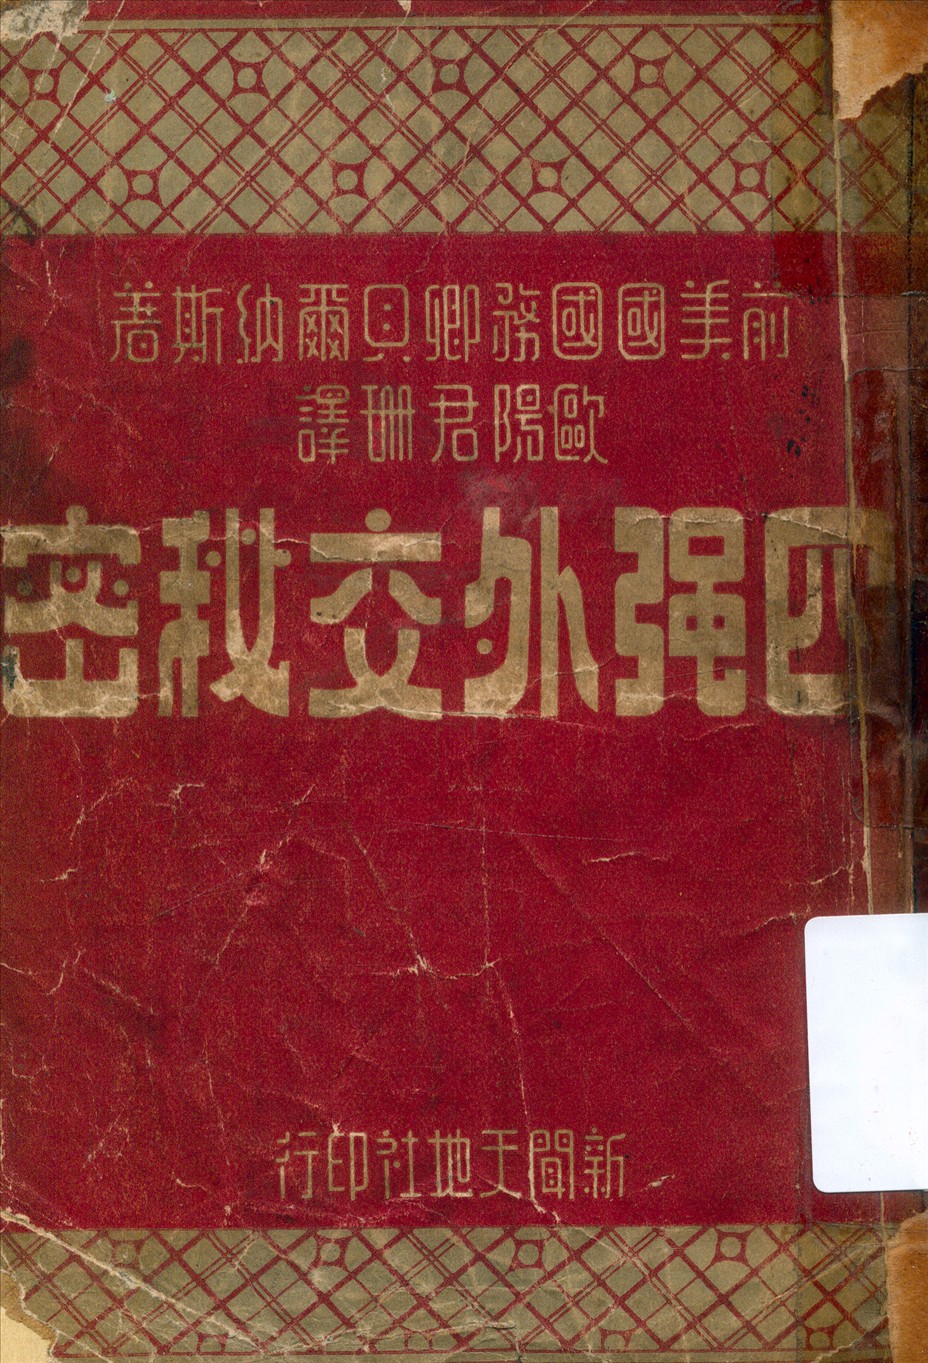 前美國國務卿貝爾納斯著
歐陽君珊譯
四强外交秘密
新聞天地社印行